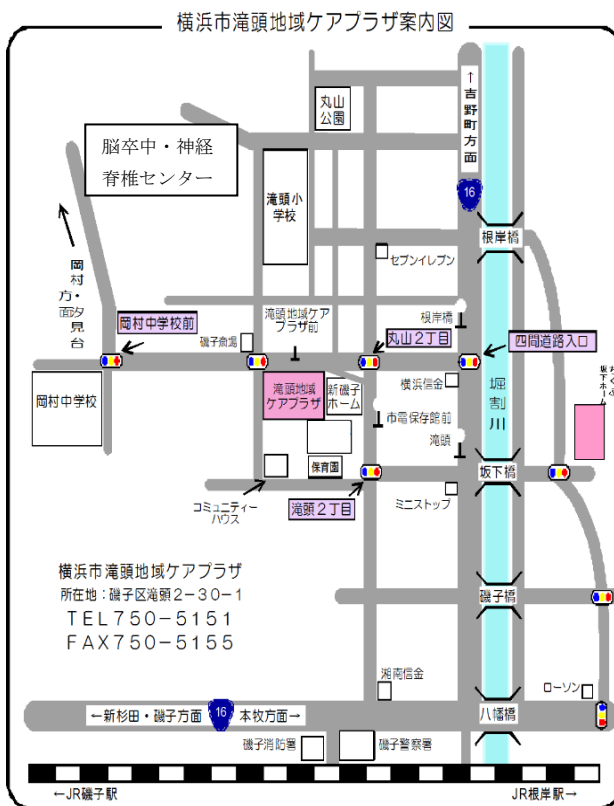 横浜市滝頭地域ケアプラザ案内図
↑吉野町方面
丸山
公園
脳卒中・神経
脊椎センター
滝頭小
学校
16
根岸橋
セブンイレブン
岡村・汐見台
方面
岡村中学校前
磯子斎場
滝頭地域ケア
プラザ前
根岸橋
丸山2丁目
四間道路入口
岡村中学校
滝頭地域
ケアプラザ
新磯子
ホーム
横浜信金
堀割川
坂下ホーム
市電保存館前
滝頭
保育園
坂下橋
コミュニティー
ハウス
滝頭2丁目
ミニストップ
横浜市滝頭地域ケアプラザ
所在地:磯子区滝頭2-30-1
TEL750-5151
FAX750-5155
磯子橋
湘南信金
ローソン
←新杉田・磯子方面
16
本牧方面→
八幡橋
磯子消防署
磯子警察署
←JR磯子駅
JR根岸駅→